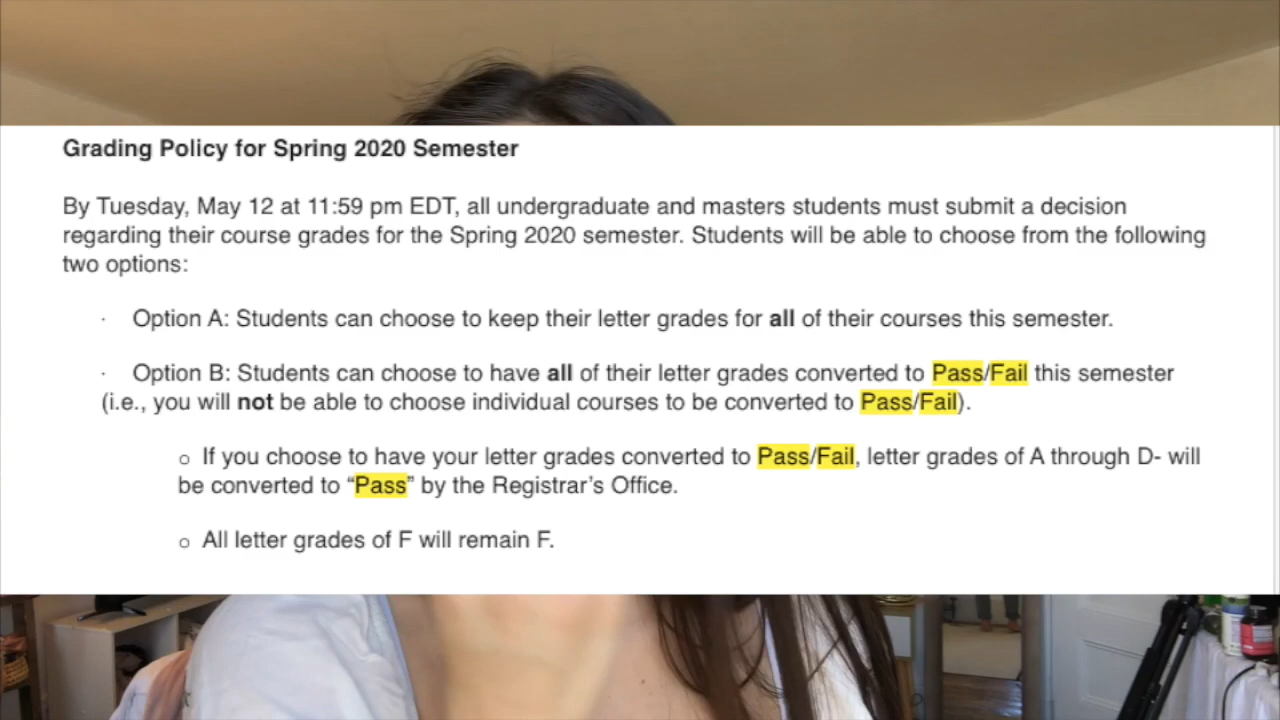 Grading Policy for Spring 2020 Semester
By Tuesday, May 12 at 11:59 pm EDT, all undergraduate and masters students must submit a decision
regarding their course grades for the Spring 2020 semester. Students will be able to choose from the following
two options:
· Option A: Students can choose to keep their letter grades for all of their courses this semester.
· Option B: Students can choose to have all of their letter grades converted to Pass/Fail this semester
(i.e., you will not be able to choose individual courses to be converted to Pass/Fail).
o If you choose to have your letter grades converted to Pass/Fail, letter grades of A through D- will
be converted to “Pass” by the Registrar’s Office.
o All letter grades of F will remain F.